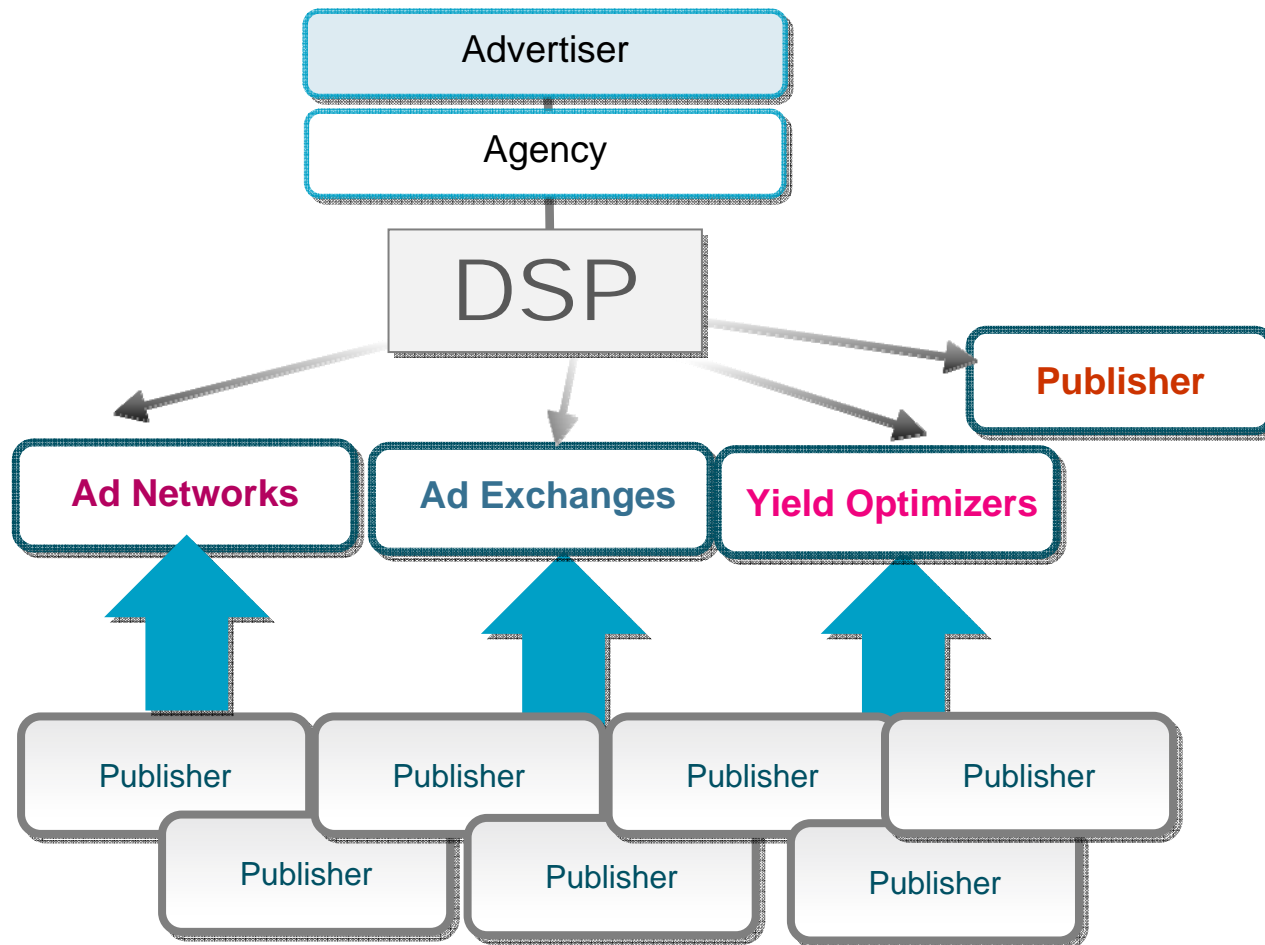 Advertiser
Agency
DSP
Publisher
Ad Networks
Ad Exchanges
Yield Optimizers
Publisher
Publisher
Publisher
Publisher
Publisher
Publisher
Publisher